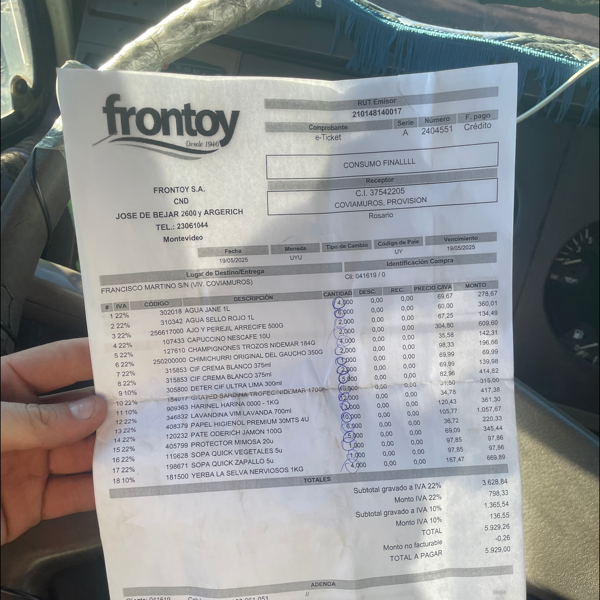 frontoy
Desde 1940
FRONTOY S.A.
CND
JOSE DE BEJAR 2600 y ARGERICH
TEL.: 23061044
Montevideo
RUT Emisor
210148140017
Comprobante Serie Número F. pago
e-Ticket A 2404551 Crédito
CONSUMO FINALLLL
Receptor
C.I. 37542205
COVIAMUROS, PROVISION
Rosario
Fecha Moneda Tipo de Cambio Código de País Vencimiento
19/05/2025 UYU UY 19/05/2025
Lugar de Destino/Entrega Identificación Compra
FRANCISCO MARTINO S/N (VIV. COVIAMUROS) Cli: 041619 / 0
# IVA CÓDIGO DESCRIPCIÓN CANTIDAD DESC. REC. PRECIO C/IVA MONTO
1 22% 302018 AGUA JANE 1L 4,000 0,00 0,00 69,67 278,67
2 22% 310342 AGUA SELLO ROJO 1L 0,00 0,00 60,00 360,01
3 22% 256617000 AJO Y PEREJIL ARRECIFE 500G 2,000 0,00 0,00 67,25 134,49
4 22% 107433 CAPUCCINO NESCAFE 10U 2,000 0,00 0,00 304,80 609,60
5 22% 127610 CHAMPIGNONES TROZOS NIDEMAR 184G 4,000 0,00 0,00 35,58 142,31
6 22% 250200000 CHIMICHURRI ORIGINAL DEL GAUCHO 350G 2,000 0,00 0,00 98,33 196,66
7 22% 315853 CIF CREMA BLANCO 375ml 1,000 0,00 0,00 69,99 69,99
8 22% 315853 CIF CREMA BLANCO 375ml 2,000 0,00 0,00 69,99 139,98
9 22% 305800 DETER CIF ULTRA LIMA 300ml 5,000 0,00 0,00 82,96 414,82
10 22% NIDEMAR 0,00 0,00 31,50 315,00
11 10% 909363 HARINEL HARINA 0000 - 1KG 0,00 0,00 34,78 417,38
12 22% 346832 LAVANDINA VIM LAVANDA 700ml 3,000 0,00 0,00 120,43 361,30
13 22% 408379 PAPEL HIGIENOL PREMIUM 30MTS 4U 0,00 0,00 105,77 1.057,67
14 22% 120232 PATE ODERICH JAMON 100G 0,00 0,00 36,72 220,33
15 22% 405799 PROTECTOR MIMOSA 20u 5,000 0,00 0,00 69,09 345,44
16 22% 119628 SOPA QUICK VEGETALES 5u 1,000 0,00 0,00 97,85 97,86
17 22% 198671 SOPA QUICK ZAPALLO 5u 1,000 0,00 0,00 97,85 97,86
18 10% 181500 YERBA LA SELVA NERVIOSOS 1KG 4,000 0,00 0,00 167,47 669,89
TOTALES
Subtotal gravado a IVA 22% 3.628,84
Monto IVA 22% 798,33
Subtotal gravado a IVA 10% 1.365,54
Monto IVA 10% 136,55
TOTAL 5.929,26
Monto no facturable -0,26
TOTAL A PAGAR 5.929,00
ADENDA